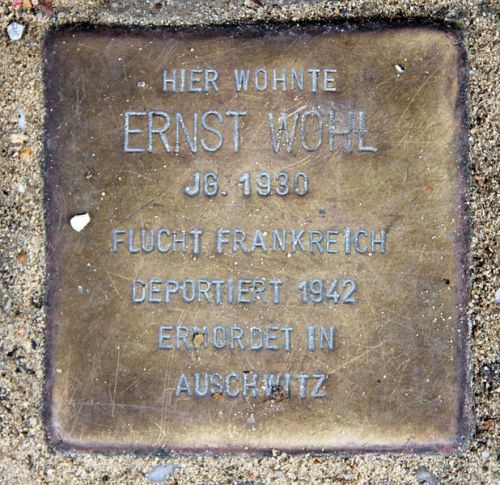 HIER WOHNTE
ERNST WOHL
JG. 1930
FLUCHT FRANKREICH
DEPORTIERT 1942
ERMORDET IN
AUSCHWITZ